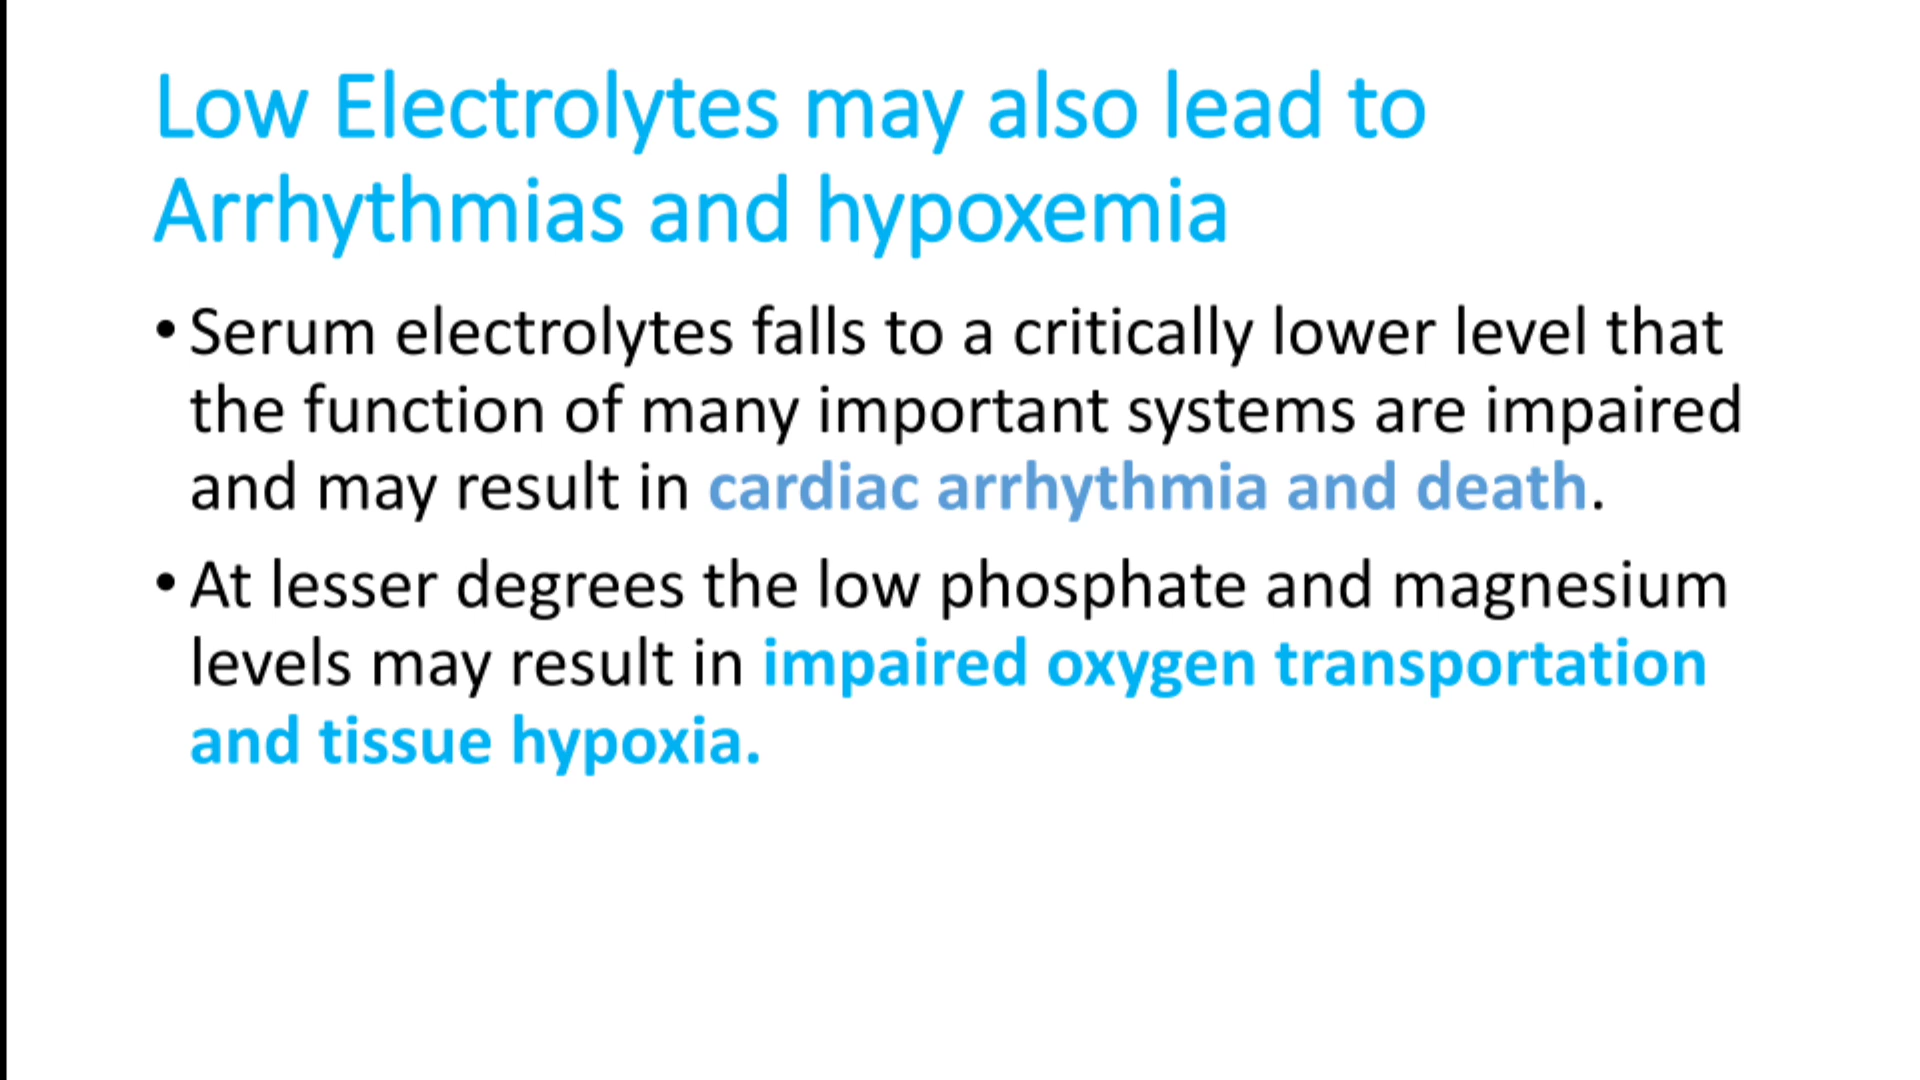 Low Electrolytes may also lead to
Arrhythmias and hypoxemia
• Serum electrolytes falls to a critically lower level that
the function of many important systems are impaired
and may result in cardiac arrhythmia and death.
• At lesser degrees the low phosphate and magnesium
levels may result in impaired oxygen transportation
and tissue hypoxia.